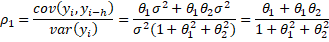 ρ₁ = cov(yᵢ, yᵢ₋ₕ) / var(yᵢ) = (θ₁σ² + θ₁θ₂σ²) / (σ²(1 + θ₁² + θ₂²)) = (θ₁ + θ₁θ₂) / (1 + θ₁² + θ₂²)